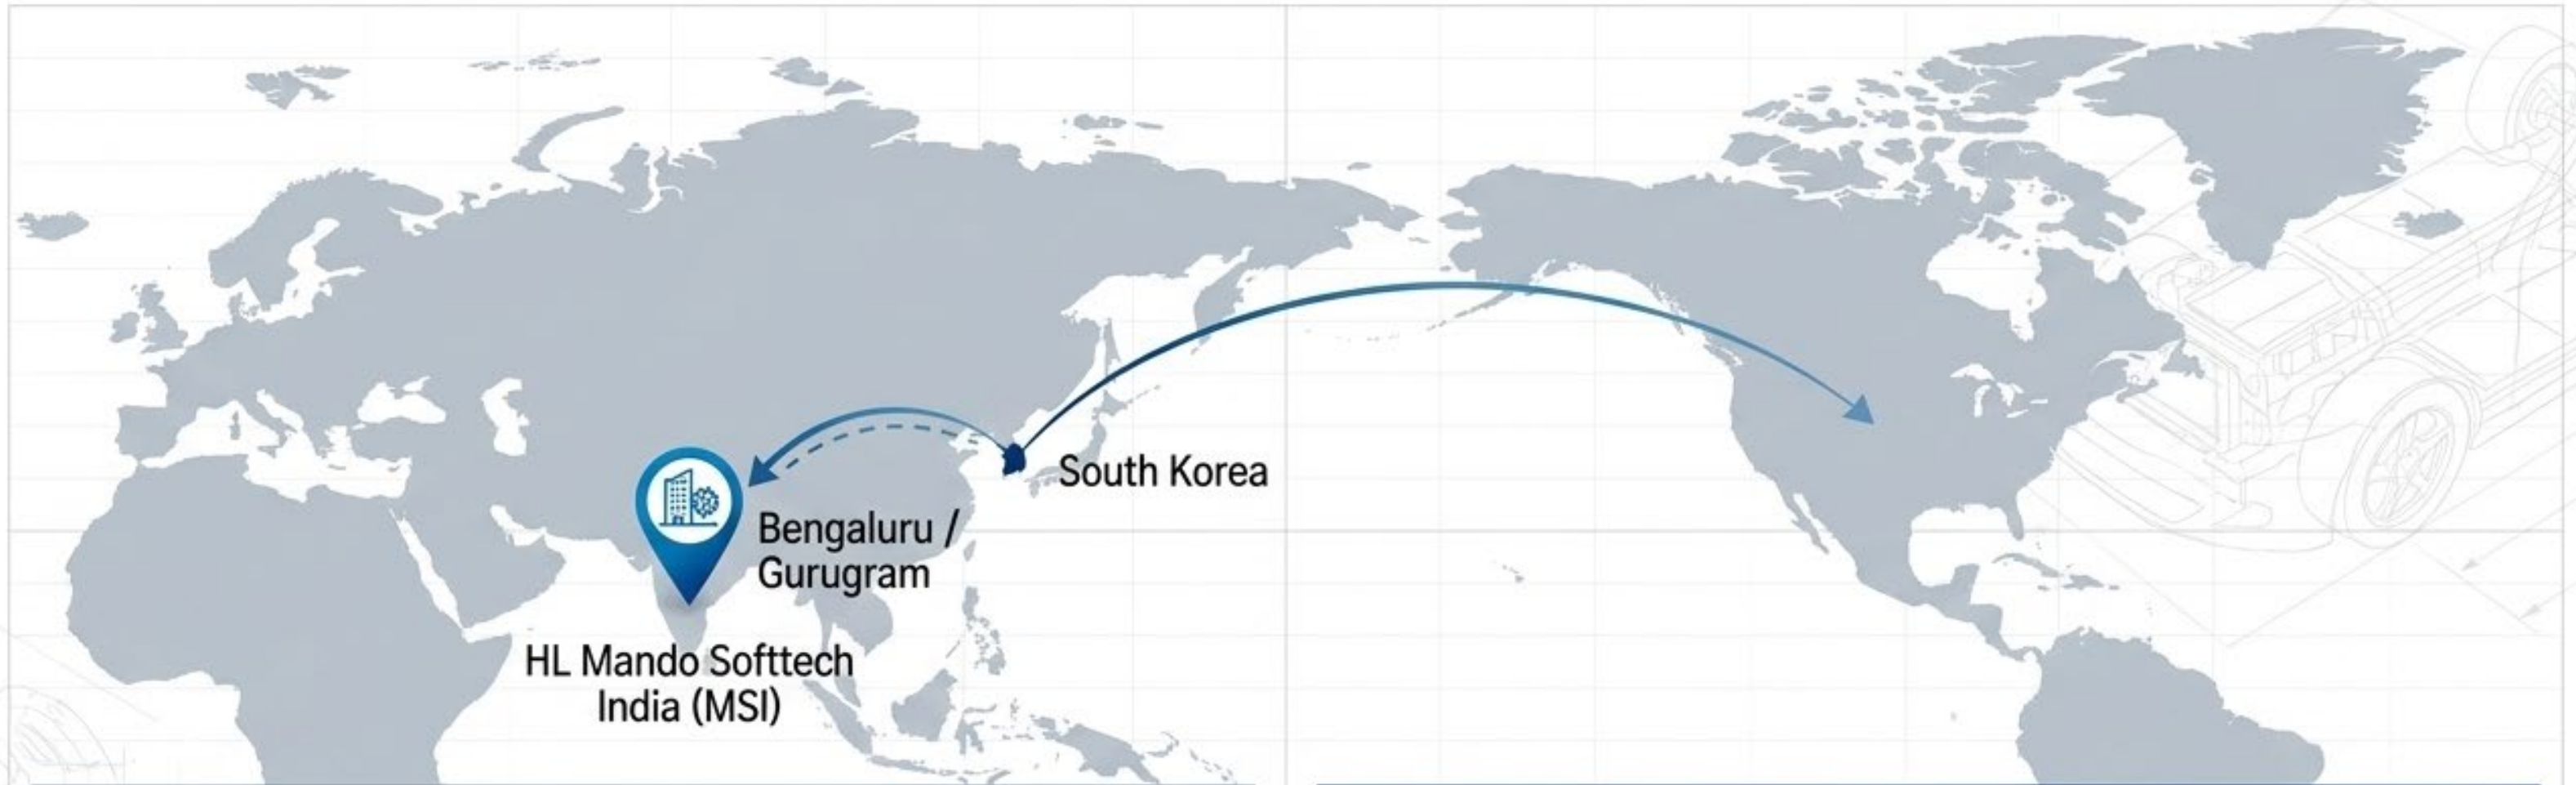 South Korea
Bengaluru /
Gurugram
HL Mando Softtech
India (MSI)